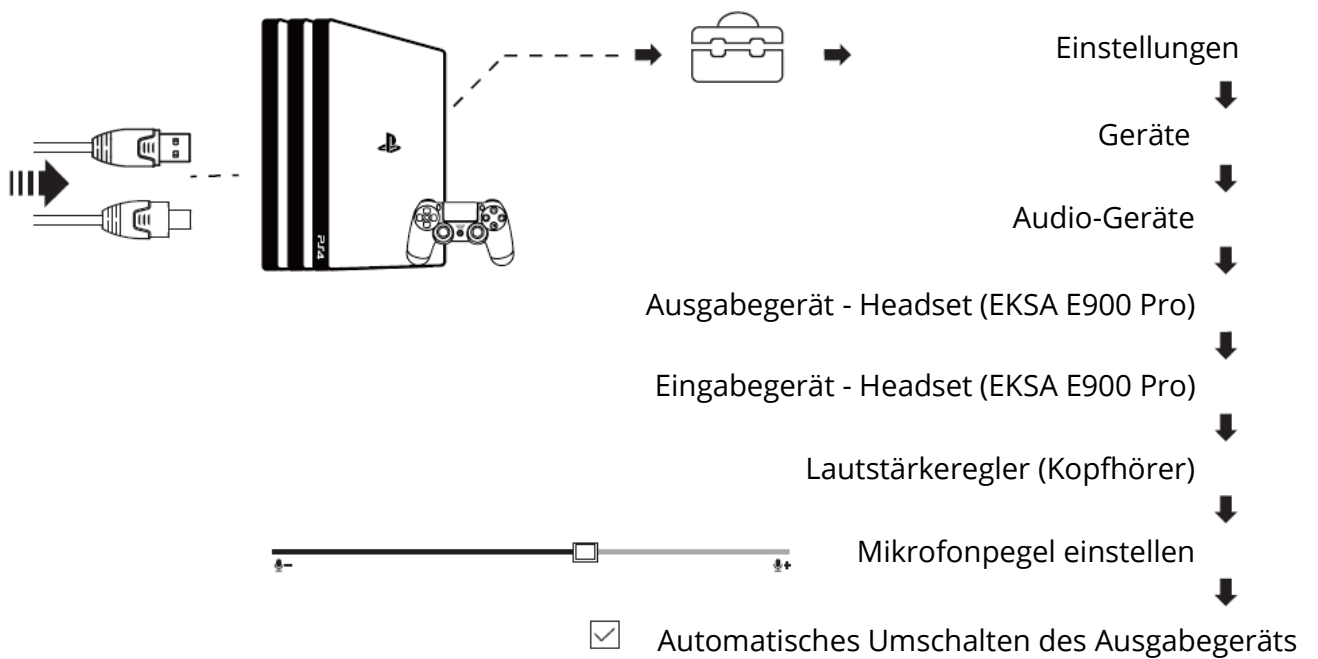 Einstellungen
Geräte
Audio-Geräte
PS4
Ausgabegerät - Headset (EKSA E900 Pro)
Eingabegerät - Headset (EKSA E900 Pro)
Lautstärkeregler (Kopfhörer)
Mikrofonpegel einstellen
Automatisches Umschalten des Ausgabegeräts